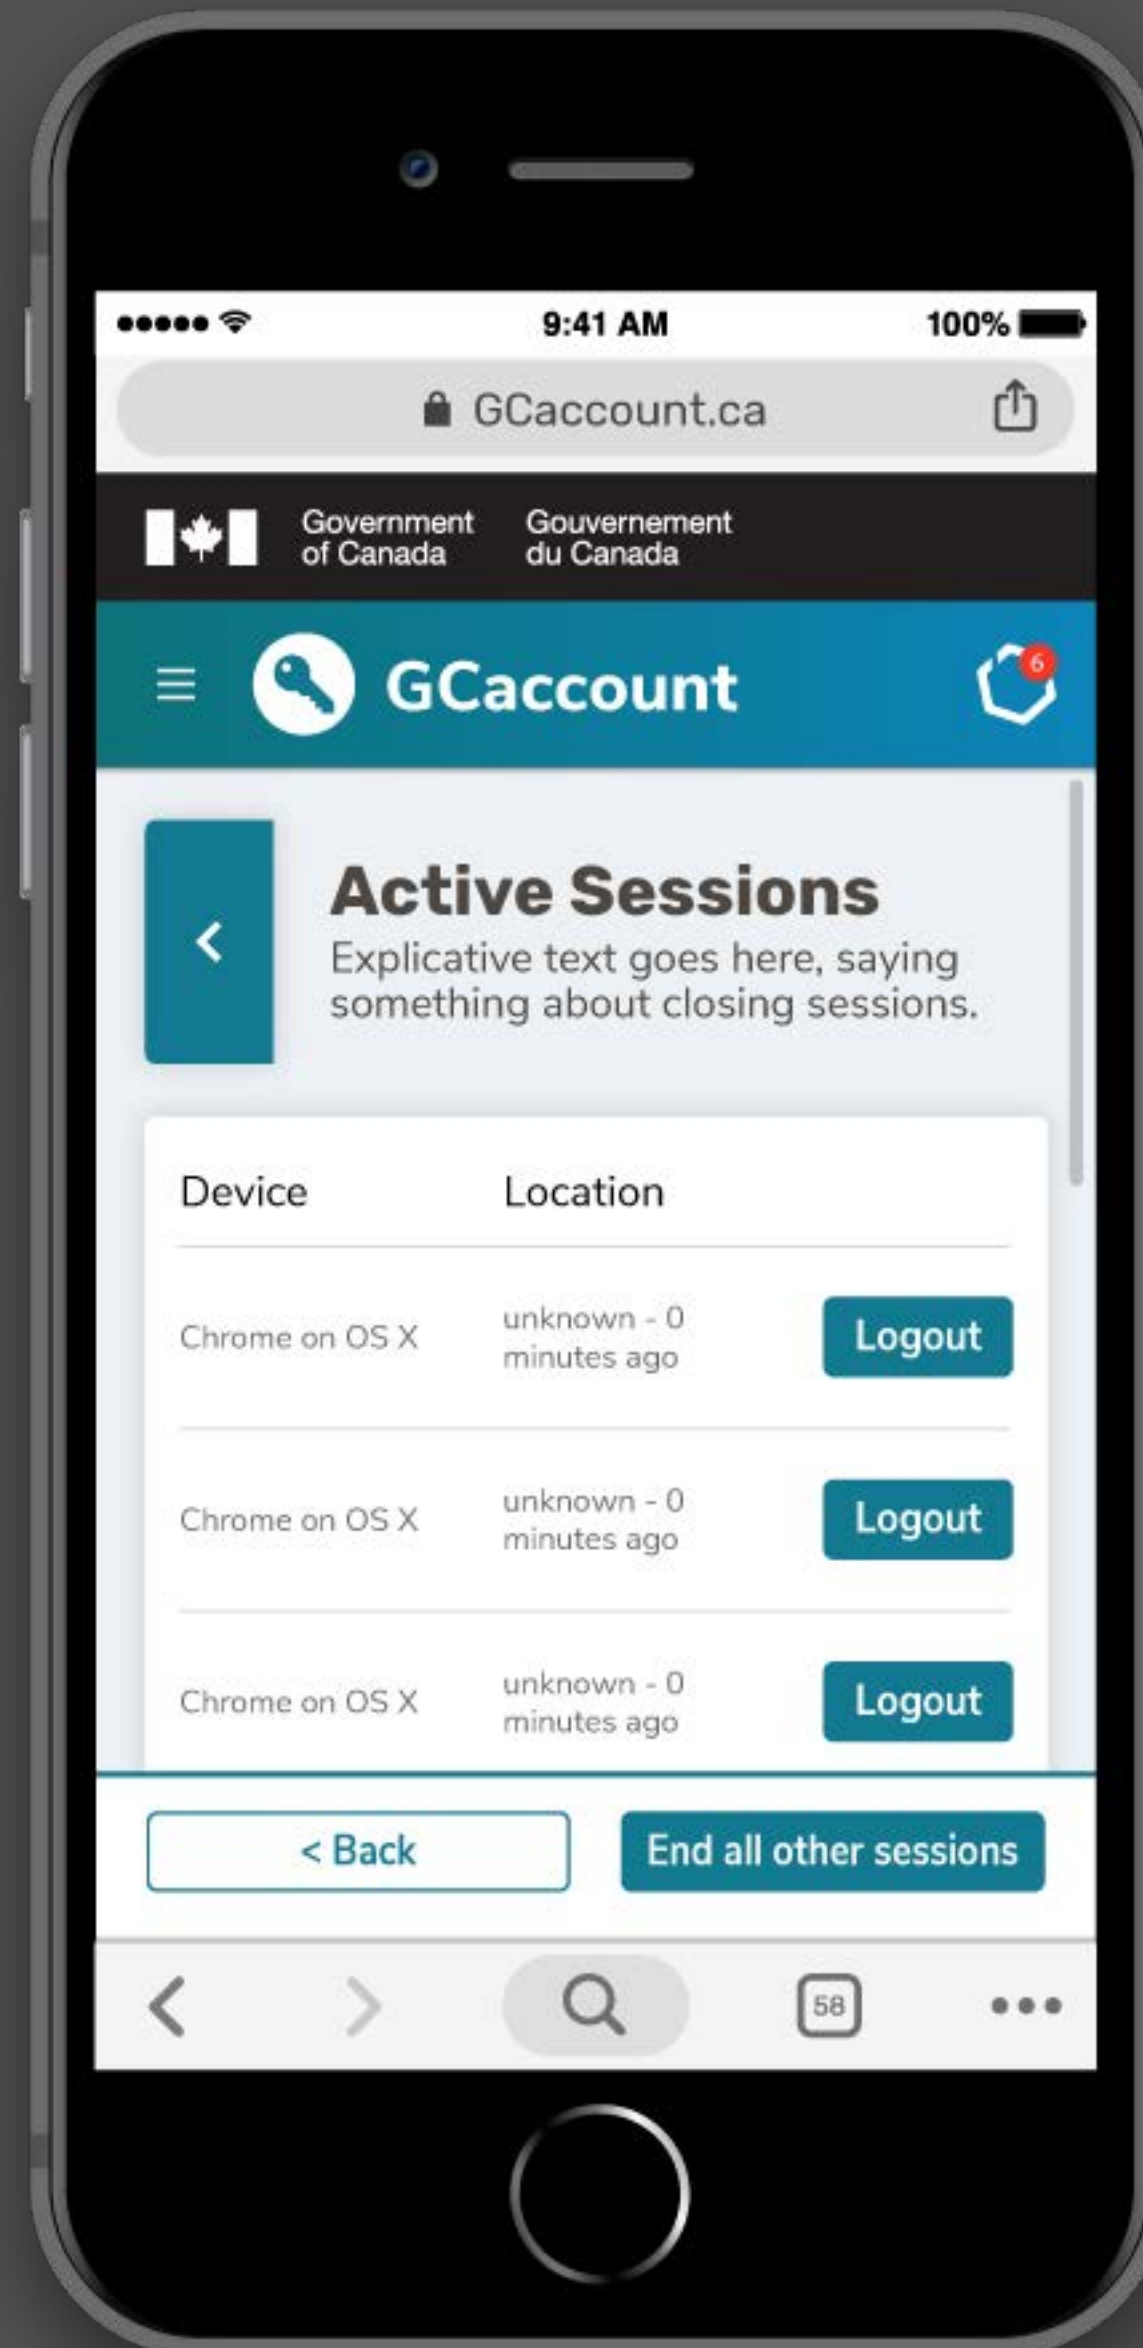 9:41 AM
100%
GCaccount.ca
Government
of Canada
Gouvernement
du Canada
GCaccount
6
Active Sessions
Explicative text goes here, saying
something about closing sessions.
Device
Location
Chrome on OS X
unknown - 0
minutes ago
Logout
Chrome on OS X
unknown - 0
minutes ago
Logout
Chrome on OS X
unknown - 0
minutes ago
Logout
< Back
End all other sessions
58